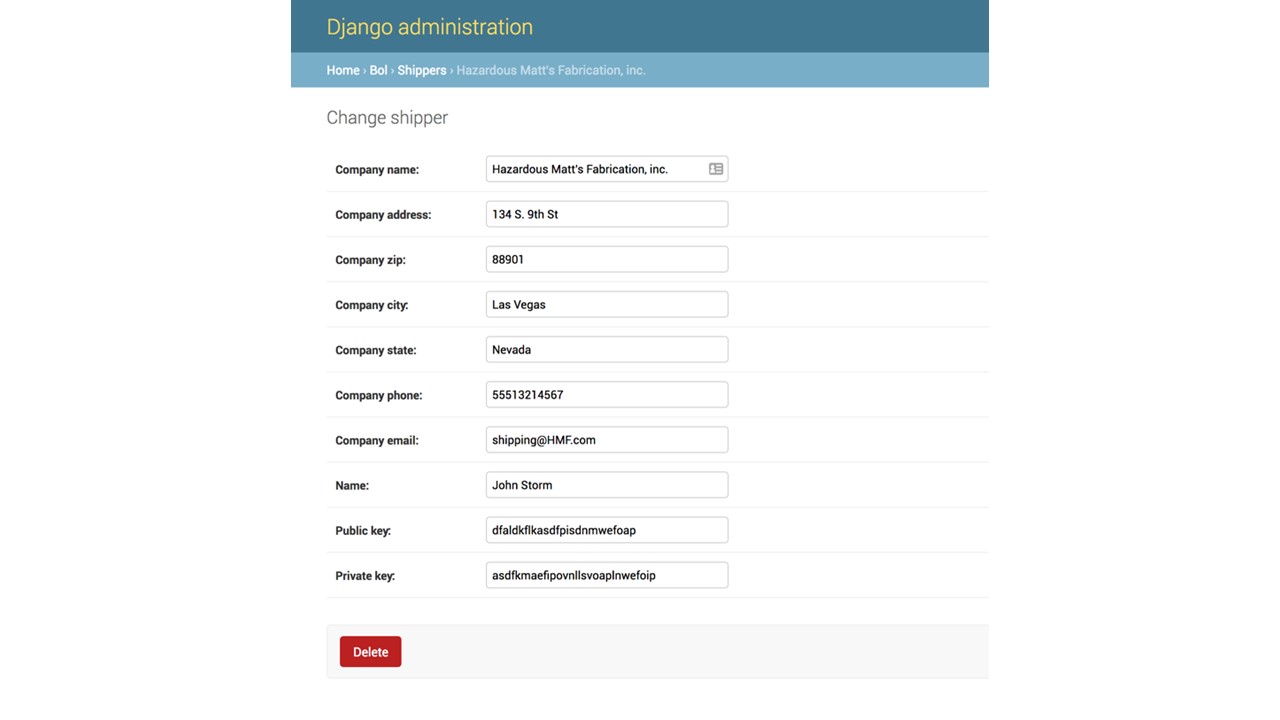 Django administration
Home › Bol › Shippers › Hazardous Matt's Fabrication, inc.
Change shipper
Company name: Hazardous Matt's Fabrication, inc.
Company address: 134 S. 9th St
Company zip: 88901
Company city: Las Vegas
Company state: Nevada
Company phone: 55513214567
Company email: shipping@HMF.com
Name: John Storm
Public key: dfaldkflkasdfpisdnmwefoap
Private key: asdfkmaefipovnllsvoaplnwefoip
Delete